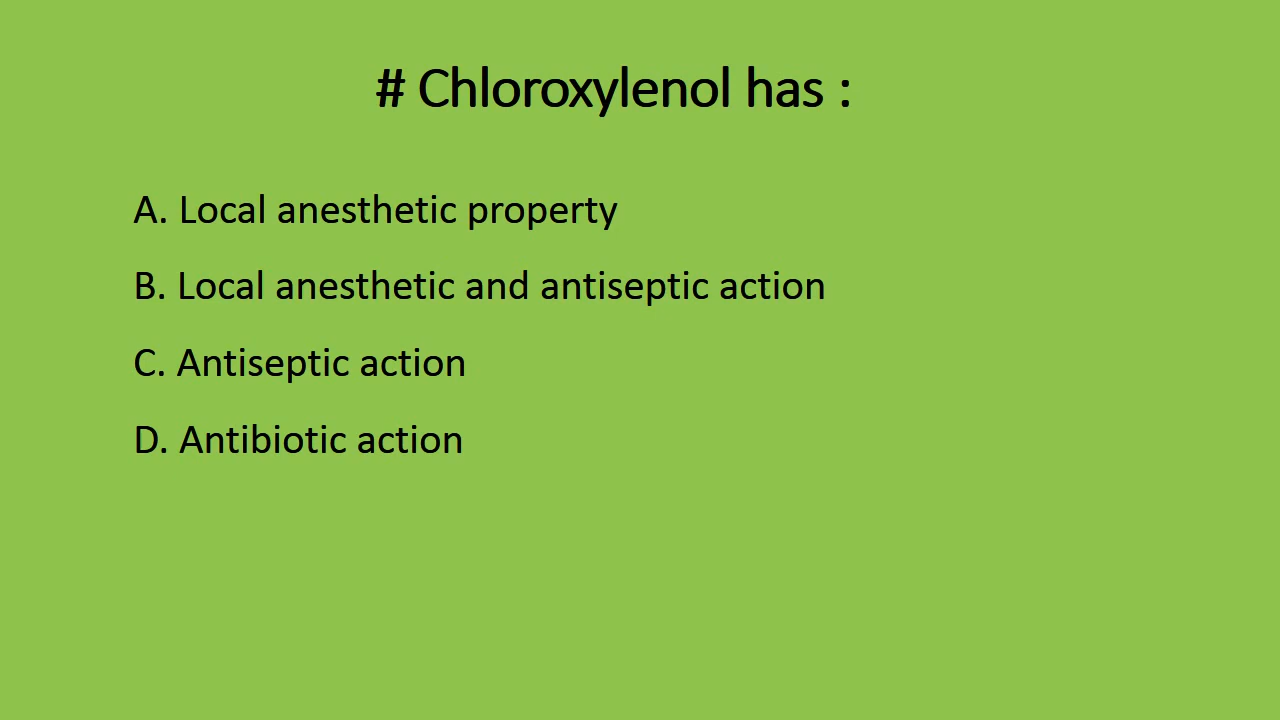 # Chloroxylenol has :
A. Local anesthetic property
B. Local anesthetic and antiseptic action
C. Antiseptic action
D. Antibiotic action